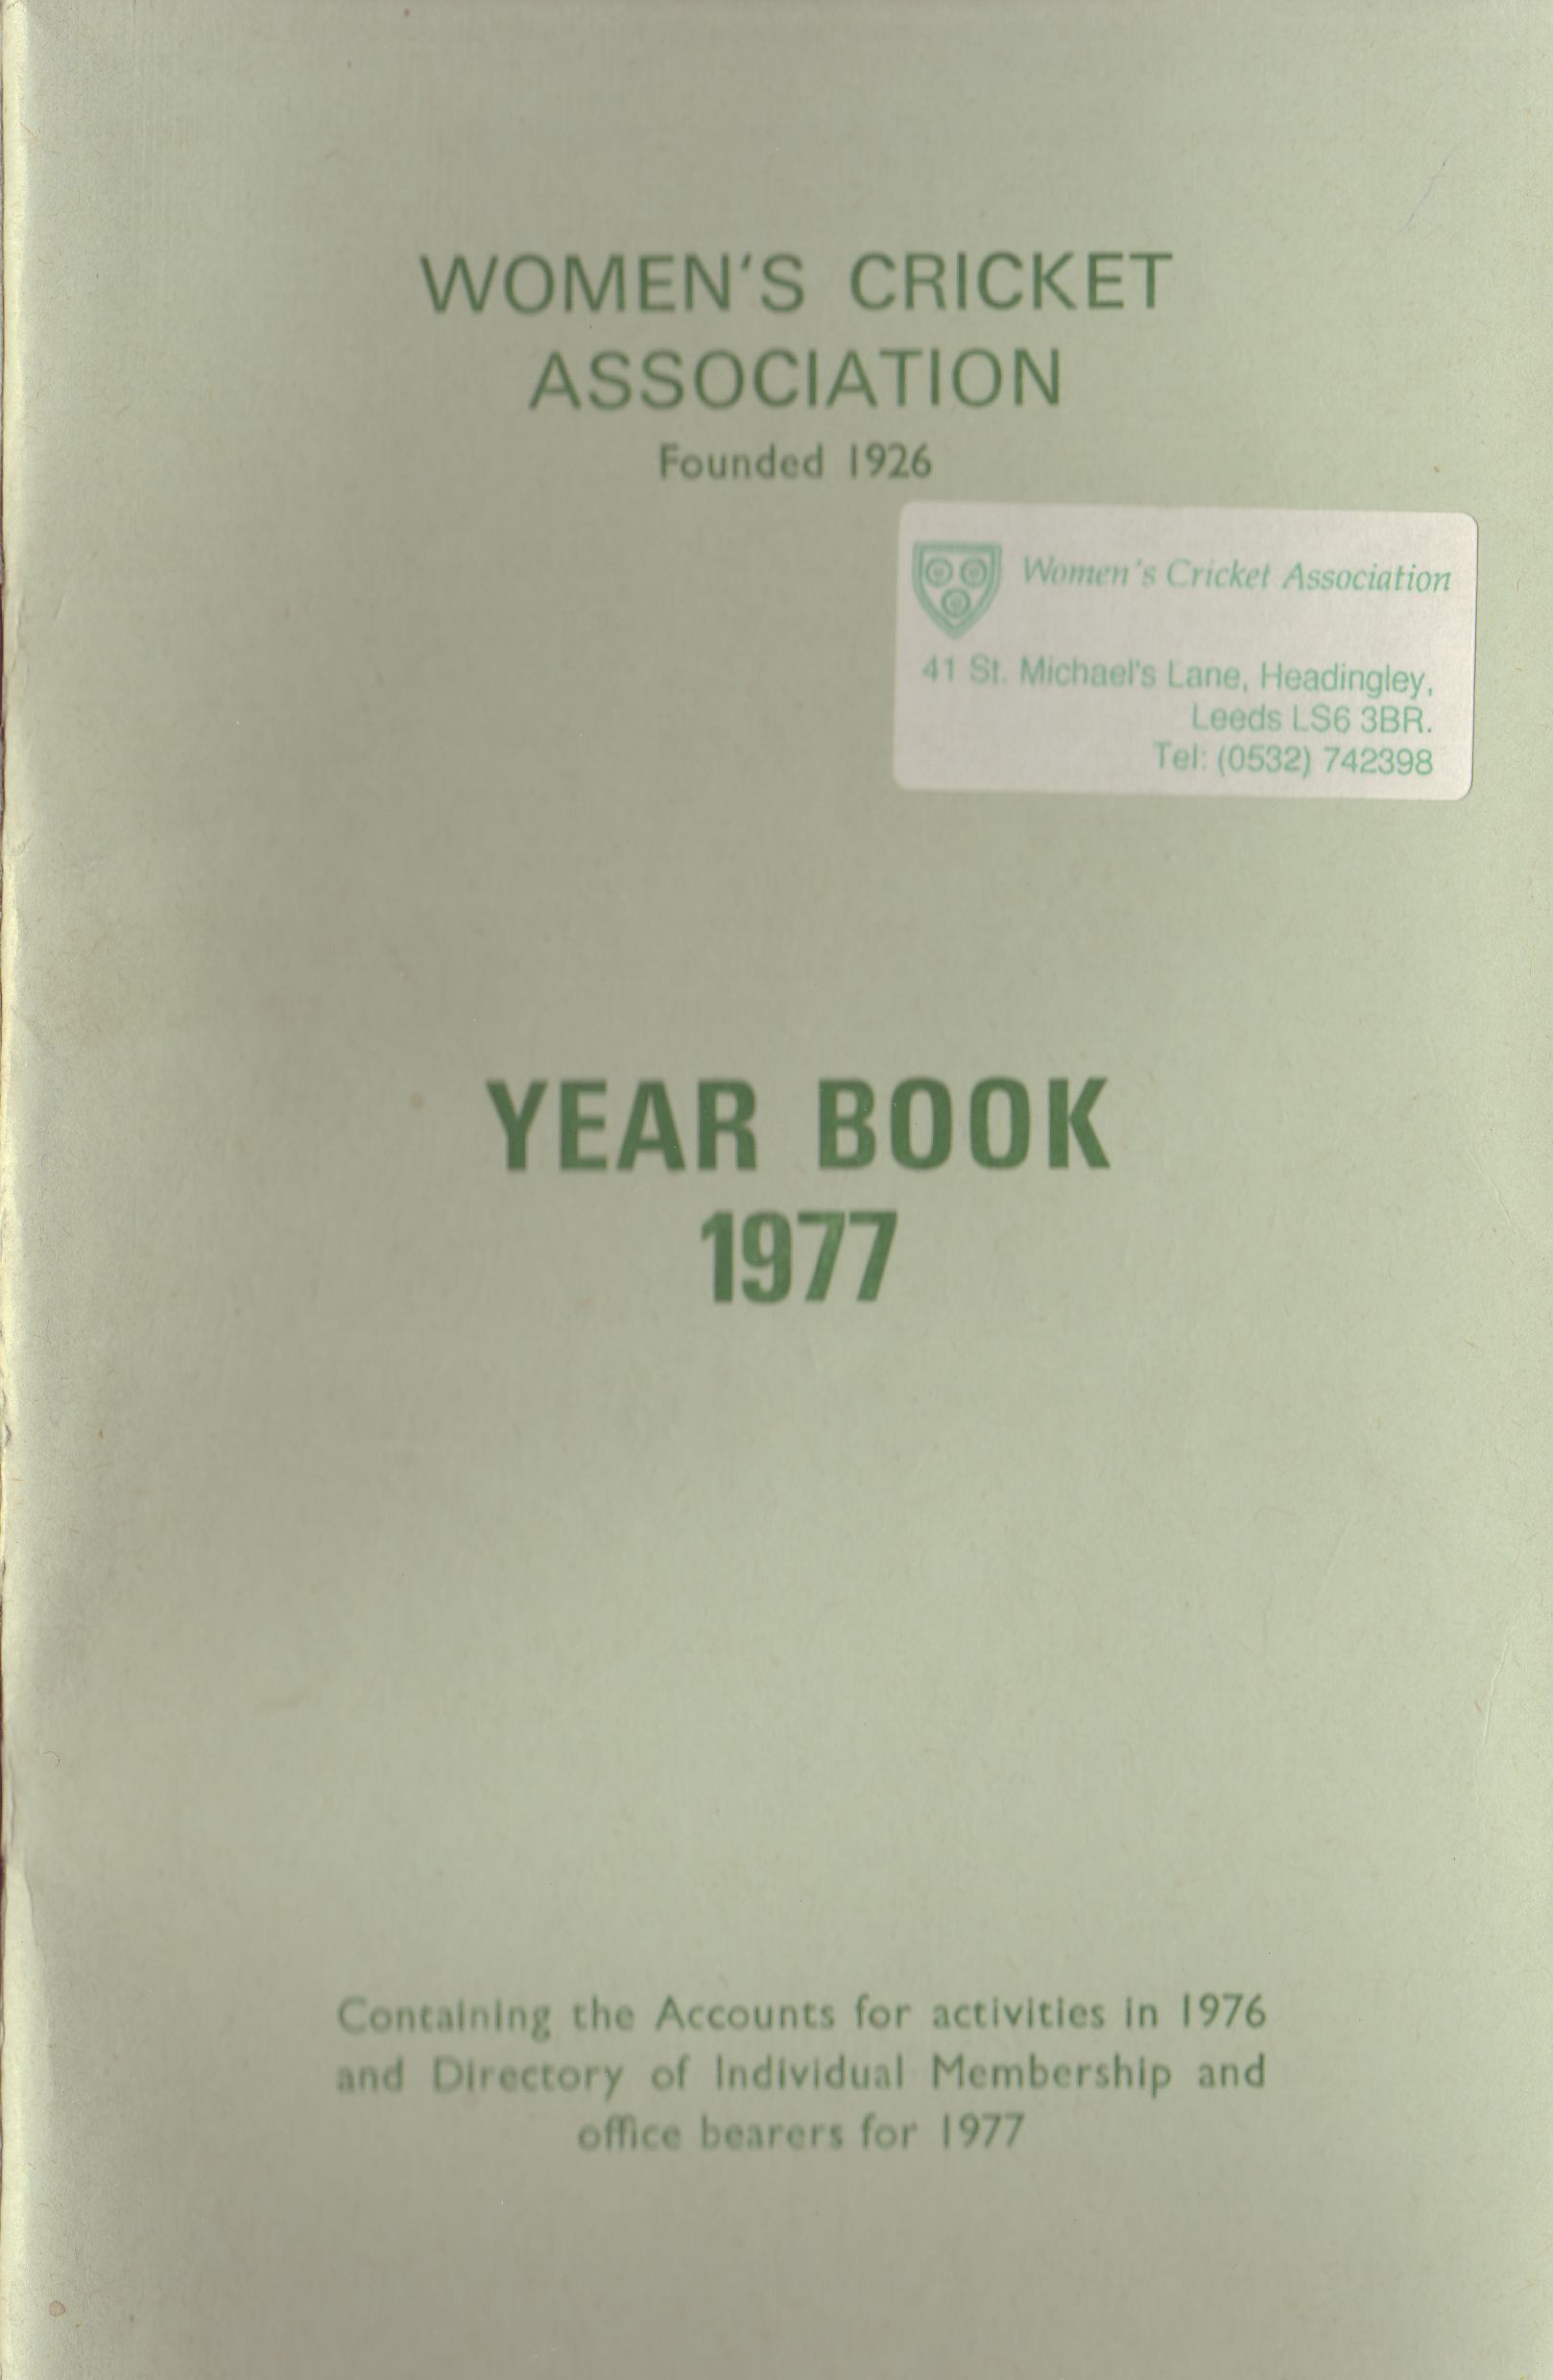 WOMEN'S CRICKET
ASSOCIATION
Founded 1926
Women's Cricket Association
41 St. Michael's Lane, Headingley,
Leeds LS6 3BR.
Tel: (0532) 742398
YEAR BOOK
1977
Containing the Accounts for activities in 1976
and Directory of Individual Membership and
office bearers for 1977